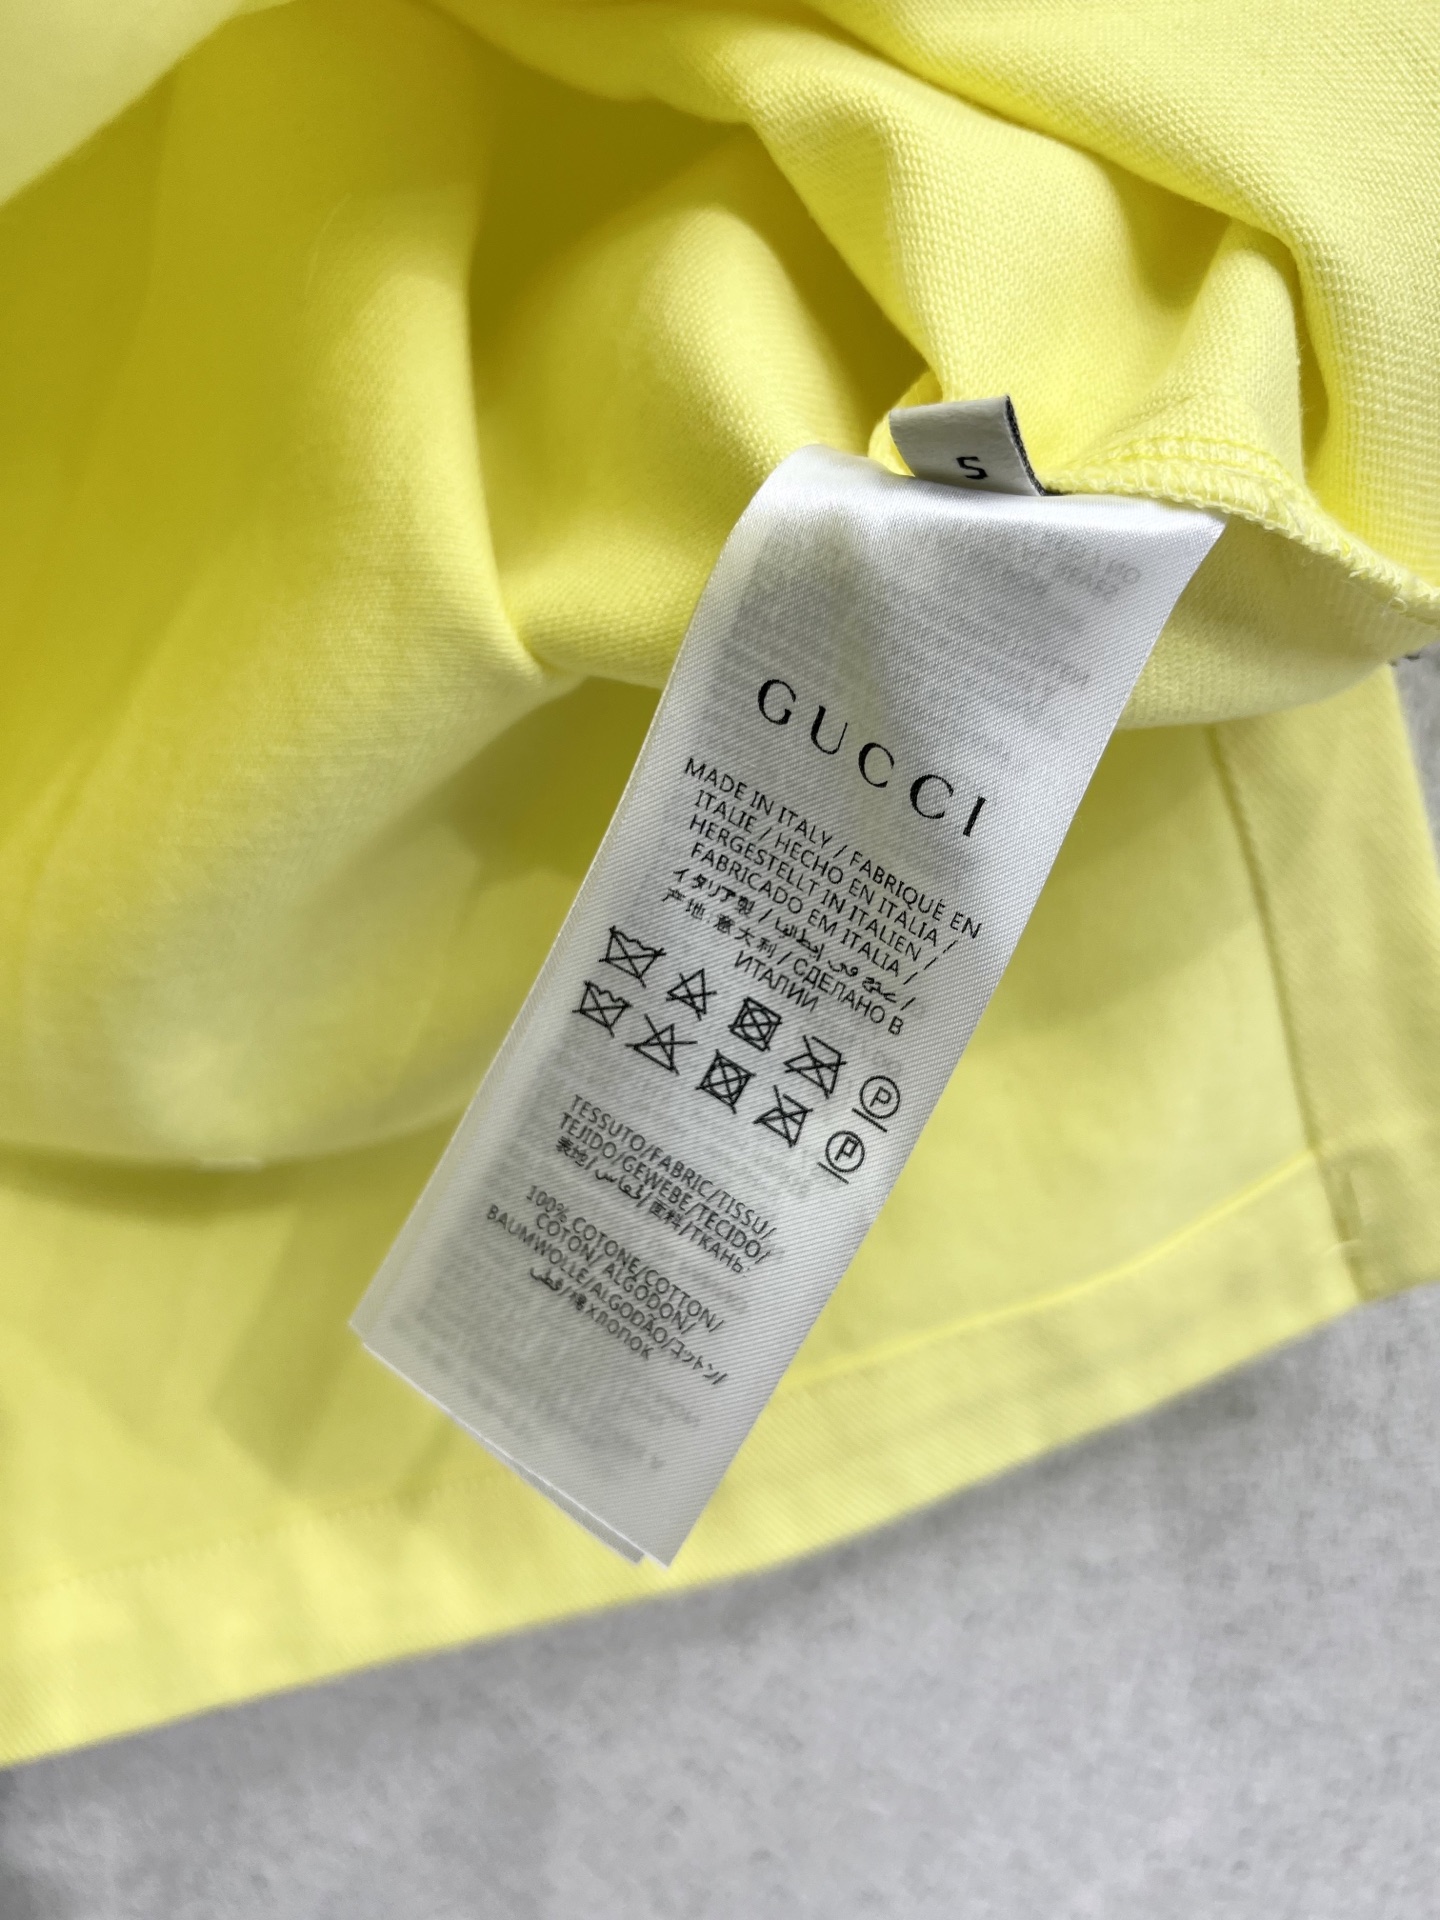 S
GUCCI
MADE IN ITALY / FABRIQUÉ EN
ITALIE / HECHO EN ITALIA /
HERGESTELLT IN ITALIEN /
FABRICADO EM ITALIA /
イタリア製 / صنع في إيطاليا /
产地:意大利 / СДЕЛАНО В
ИТАЛИИ
P
P
TESSUTO/FABRIC/TISSU/
TEJIDO/GEWEBE/TECIDO/
表地/قماش/面料/ТКАНЬ:
100% COTONE/COTTON/
COTON/ ALGODON/
BAUMWOLLE/ALGODÃO/コットン/
قطن/棉 ХЛОПОК